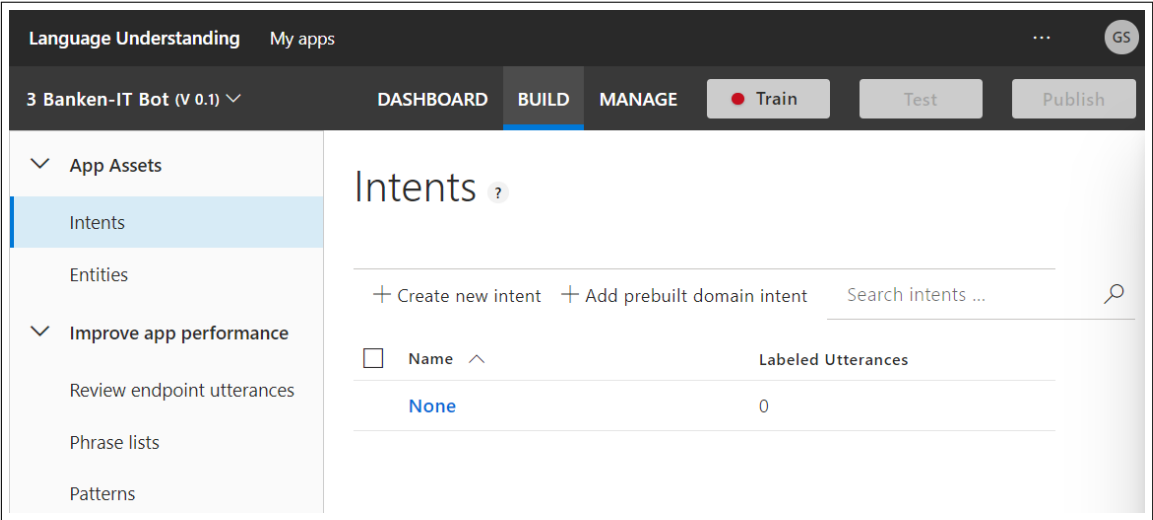 Language Understanding My apps ... GS
3 Banken-IT Bot (V 0.1) DASHBOARD BUILD MANAGE Train Test Publish
App Assets
Intents
Entities
Improve app performance
Review endpoint utterances
Phrase lists
Patterns
Intents ?
+ Create new intent + Add prebuilt domain intent Search intents ...
Name Labeled Utterances
None 0